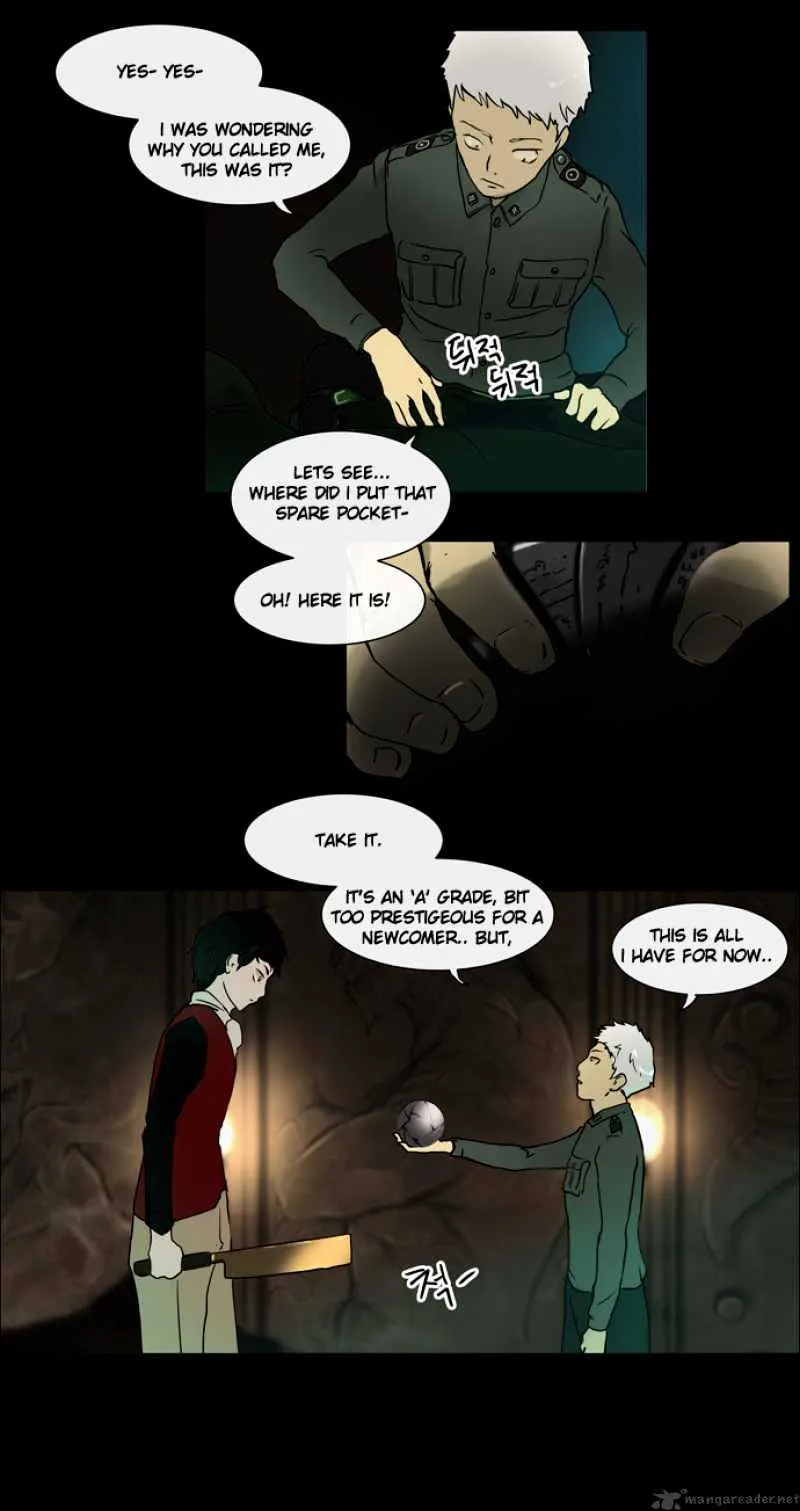 YES- YES-
I WAS WONDERING
WHY YOU CALLED ME,
THIS WAS IT?
뒤적
뒤적
LETS SEE...
WHERE DID I PUT THAT
SPARE POCKET-
OH! HERE IT IS!
TAKE IT.
IT'S AN 'A' GRADE, BIT
TOO PRESTIGEOUS FOR A
NEWCOMER.. BUT,
THIS IS ALL
I HAVE FOR NOW..
척-
mangareader.net